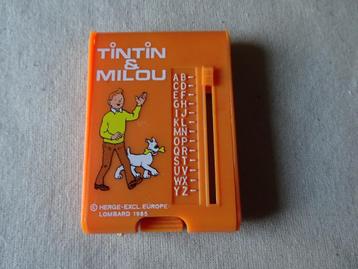 TINTIN
&
MILOU
AB
CD
EF
GH
IJ
KL
MN
OP
QR
ST
UV
WX
YZ
© HERGE-EXCL.EUROPE
LOMBARD 1985